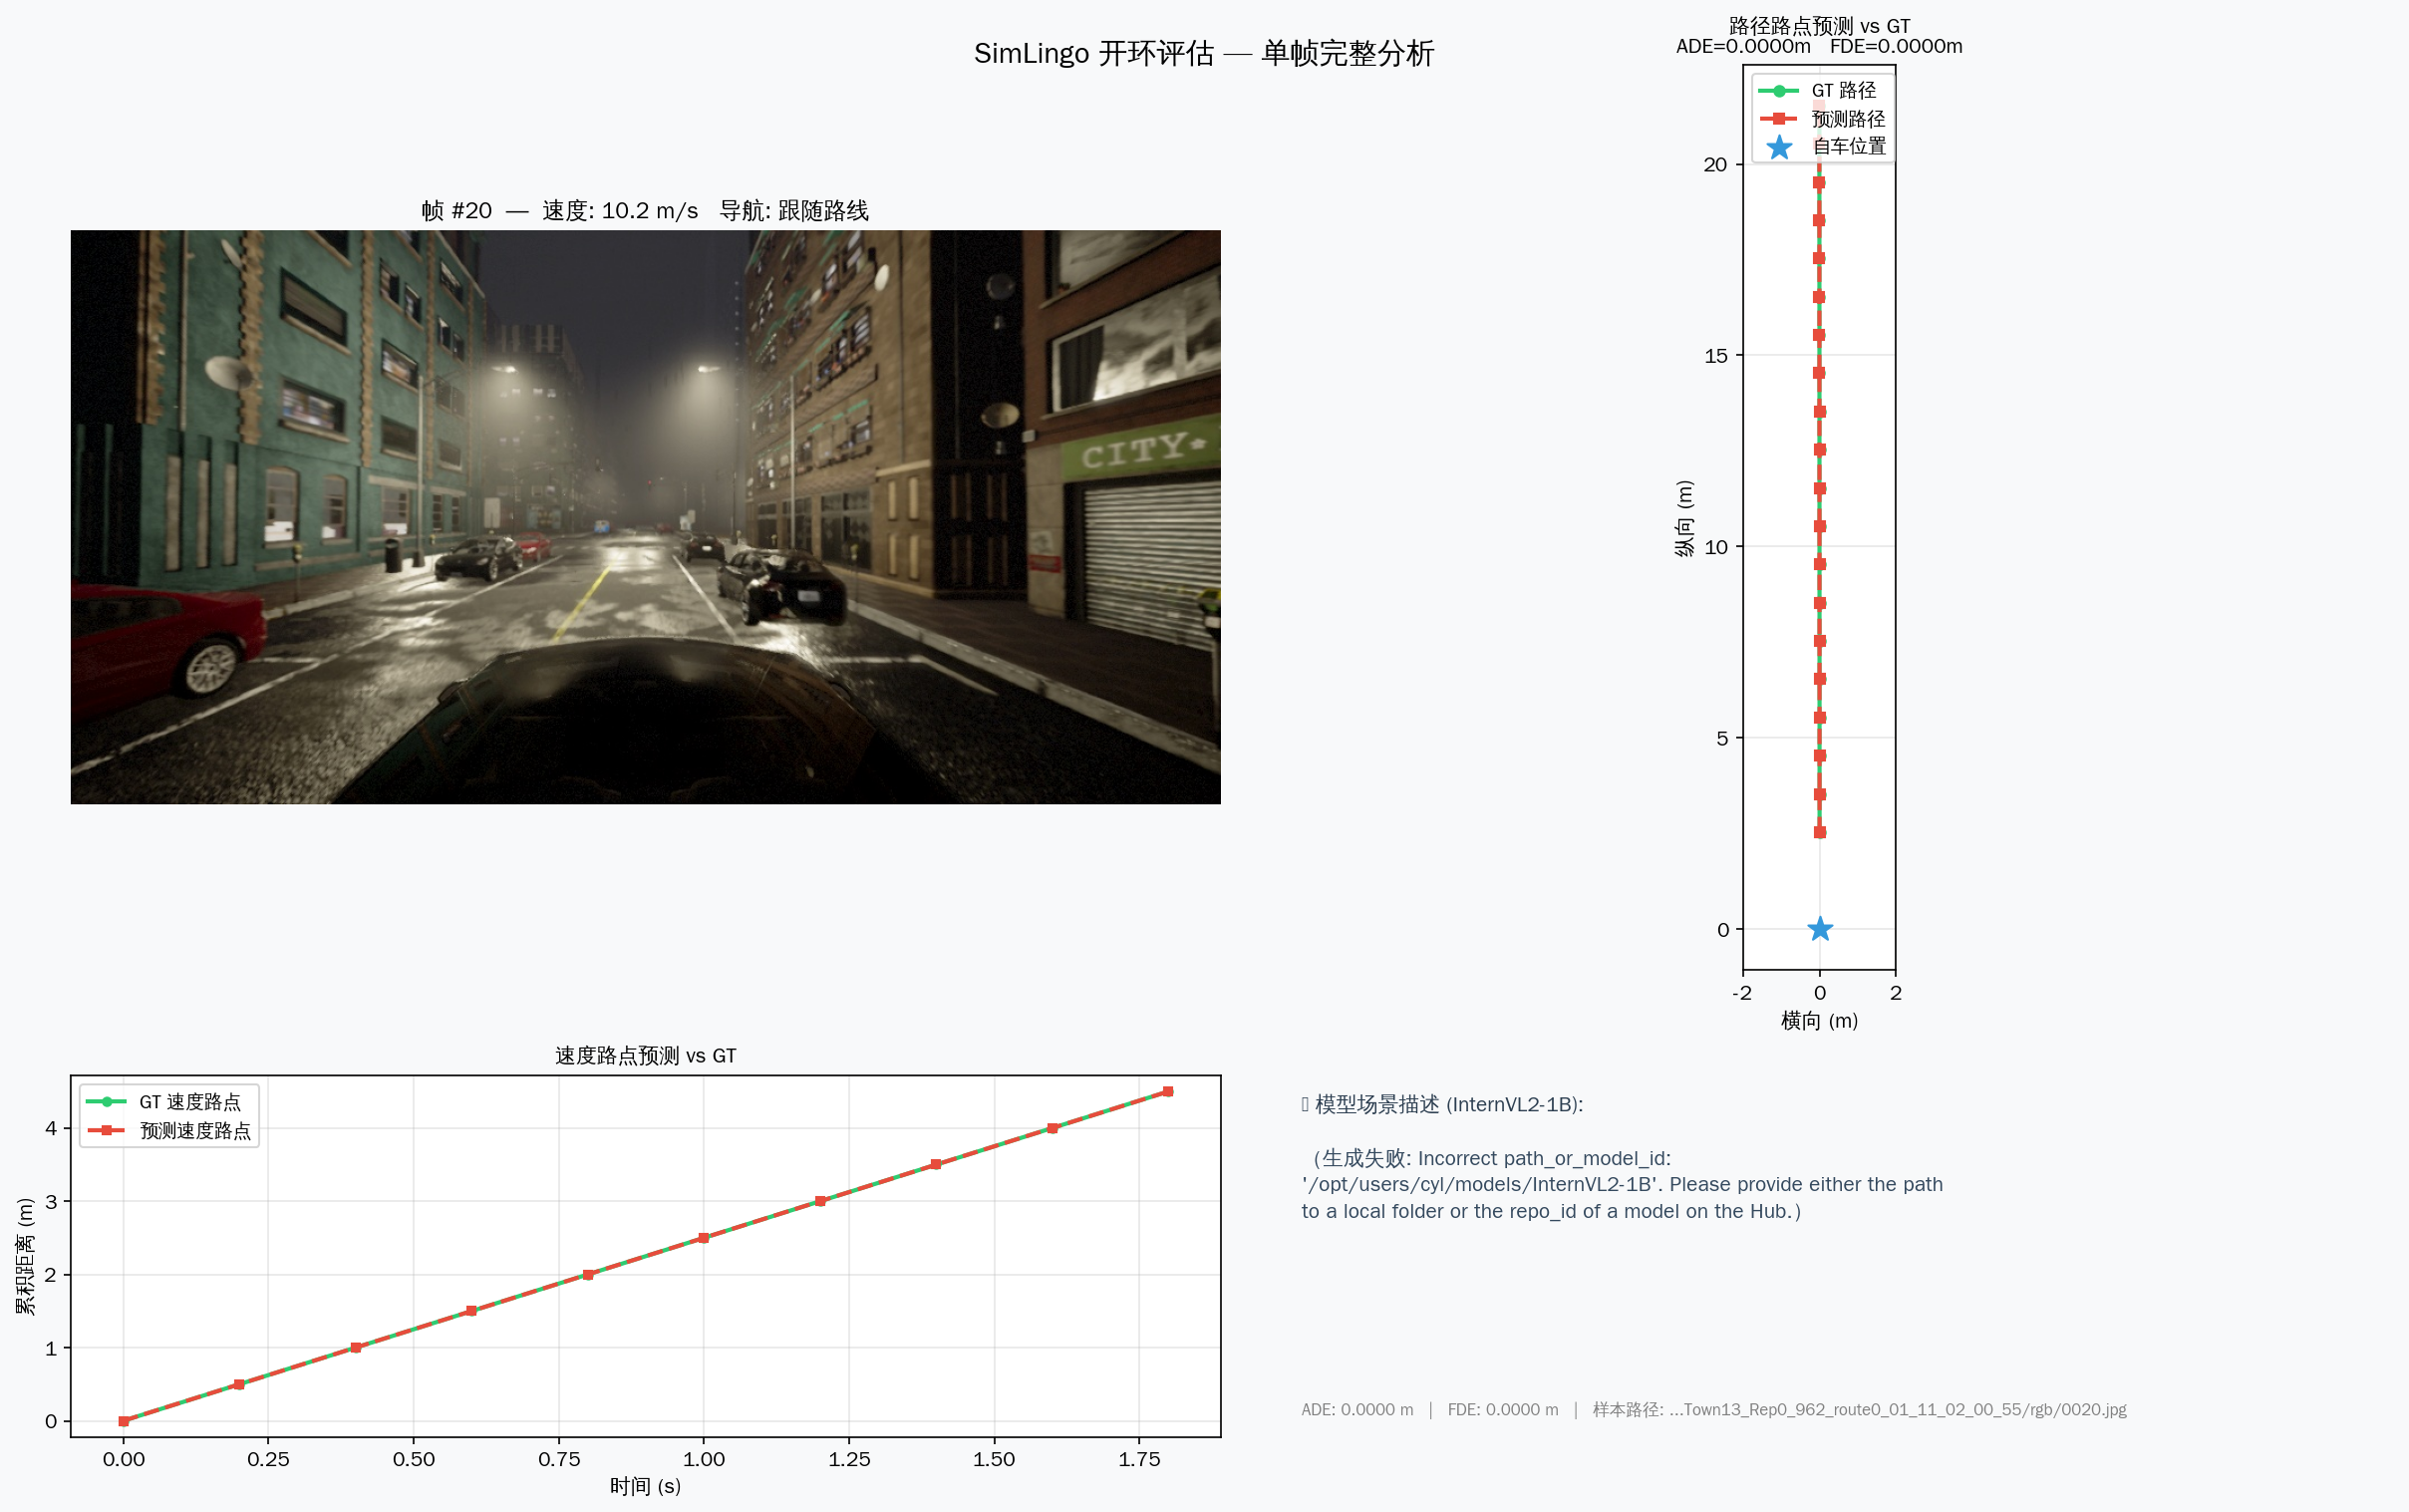 SimLingo 开环评估 — 单帧完整分析
帧 #20 — 速度: 10.2 m/s 导航: 跟随路线
CITY*
路径路点预测 vs GT
ADE=0.0000m FDE=0.0000m
GT 路径
预测路径
自车位置
20
15
10
5
0
纵向 (m)
-2 0 2
横向 (m)
速度路点预测 vs GT
GT 速度路点
预测速度路点
4
3
2
1
0
累积距离 (m)
0.00 0.25 0.50 0.75 1.00 1.25 1.50 1.75
时间 (s)
▯ 模型场景描述 (InternVL2-1B):
（生成失败: Incorrect path_or_model_id:
'/opt/users/cyl/models/InternVL2-1B'. Please provide either the path
to a local folder or the repo_id of a model on the Hub.）
ADE: 0.0000 m | FDE: 0.0000 m | 样本路径: ...Town13_Rep0_962_route0_01_11_02_00_55/rgb/0020.jpg